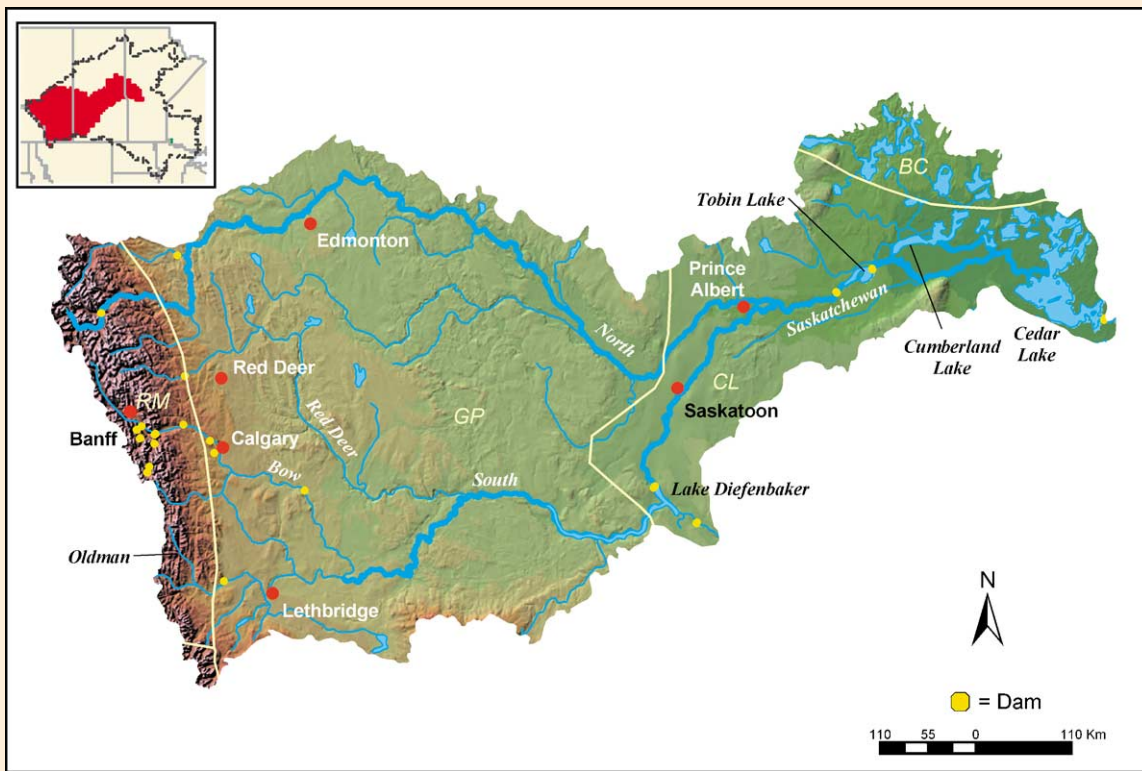 BC
Tobin Lake
Edmonton
Prince
Albert
North
Saskatchewan
Cumberland
Lake
Cedar
Lake
Red Deer
RM
CL
Saskatoon
GP
Banff
Calgary
Red Deer
Bow
South
Lake Diefenbaker
Oldman
Lethbridge
N
= Dam
110 55 0 110 Km